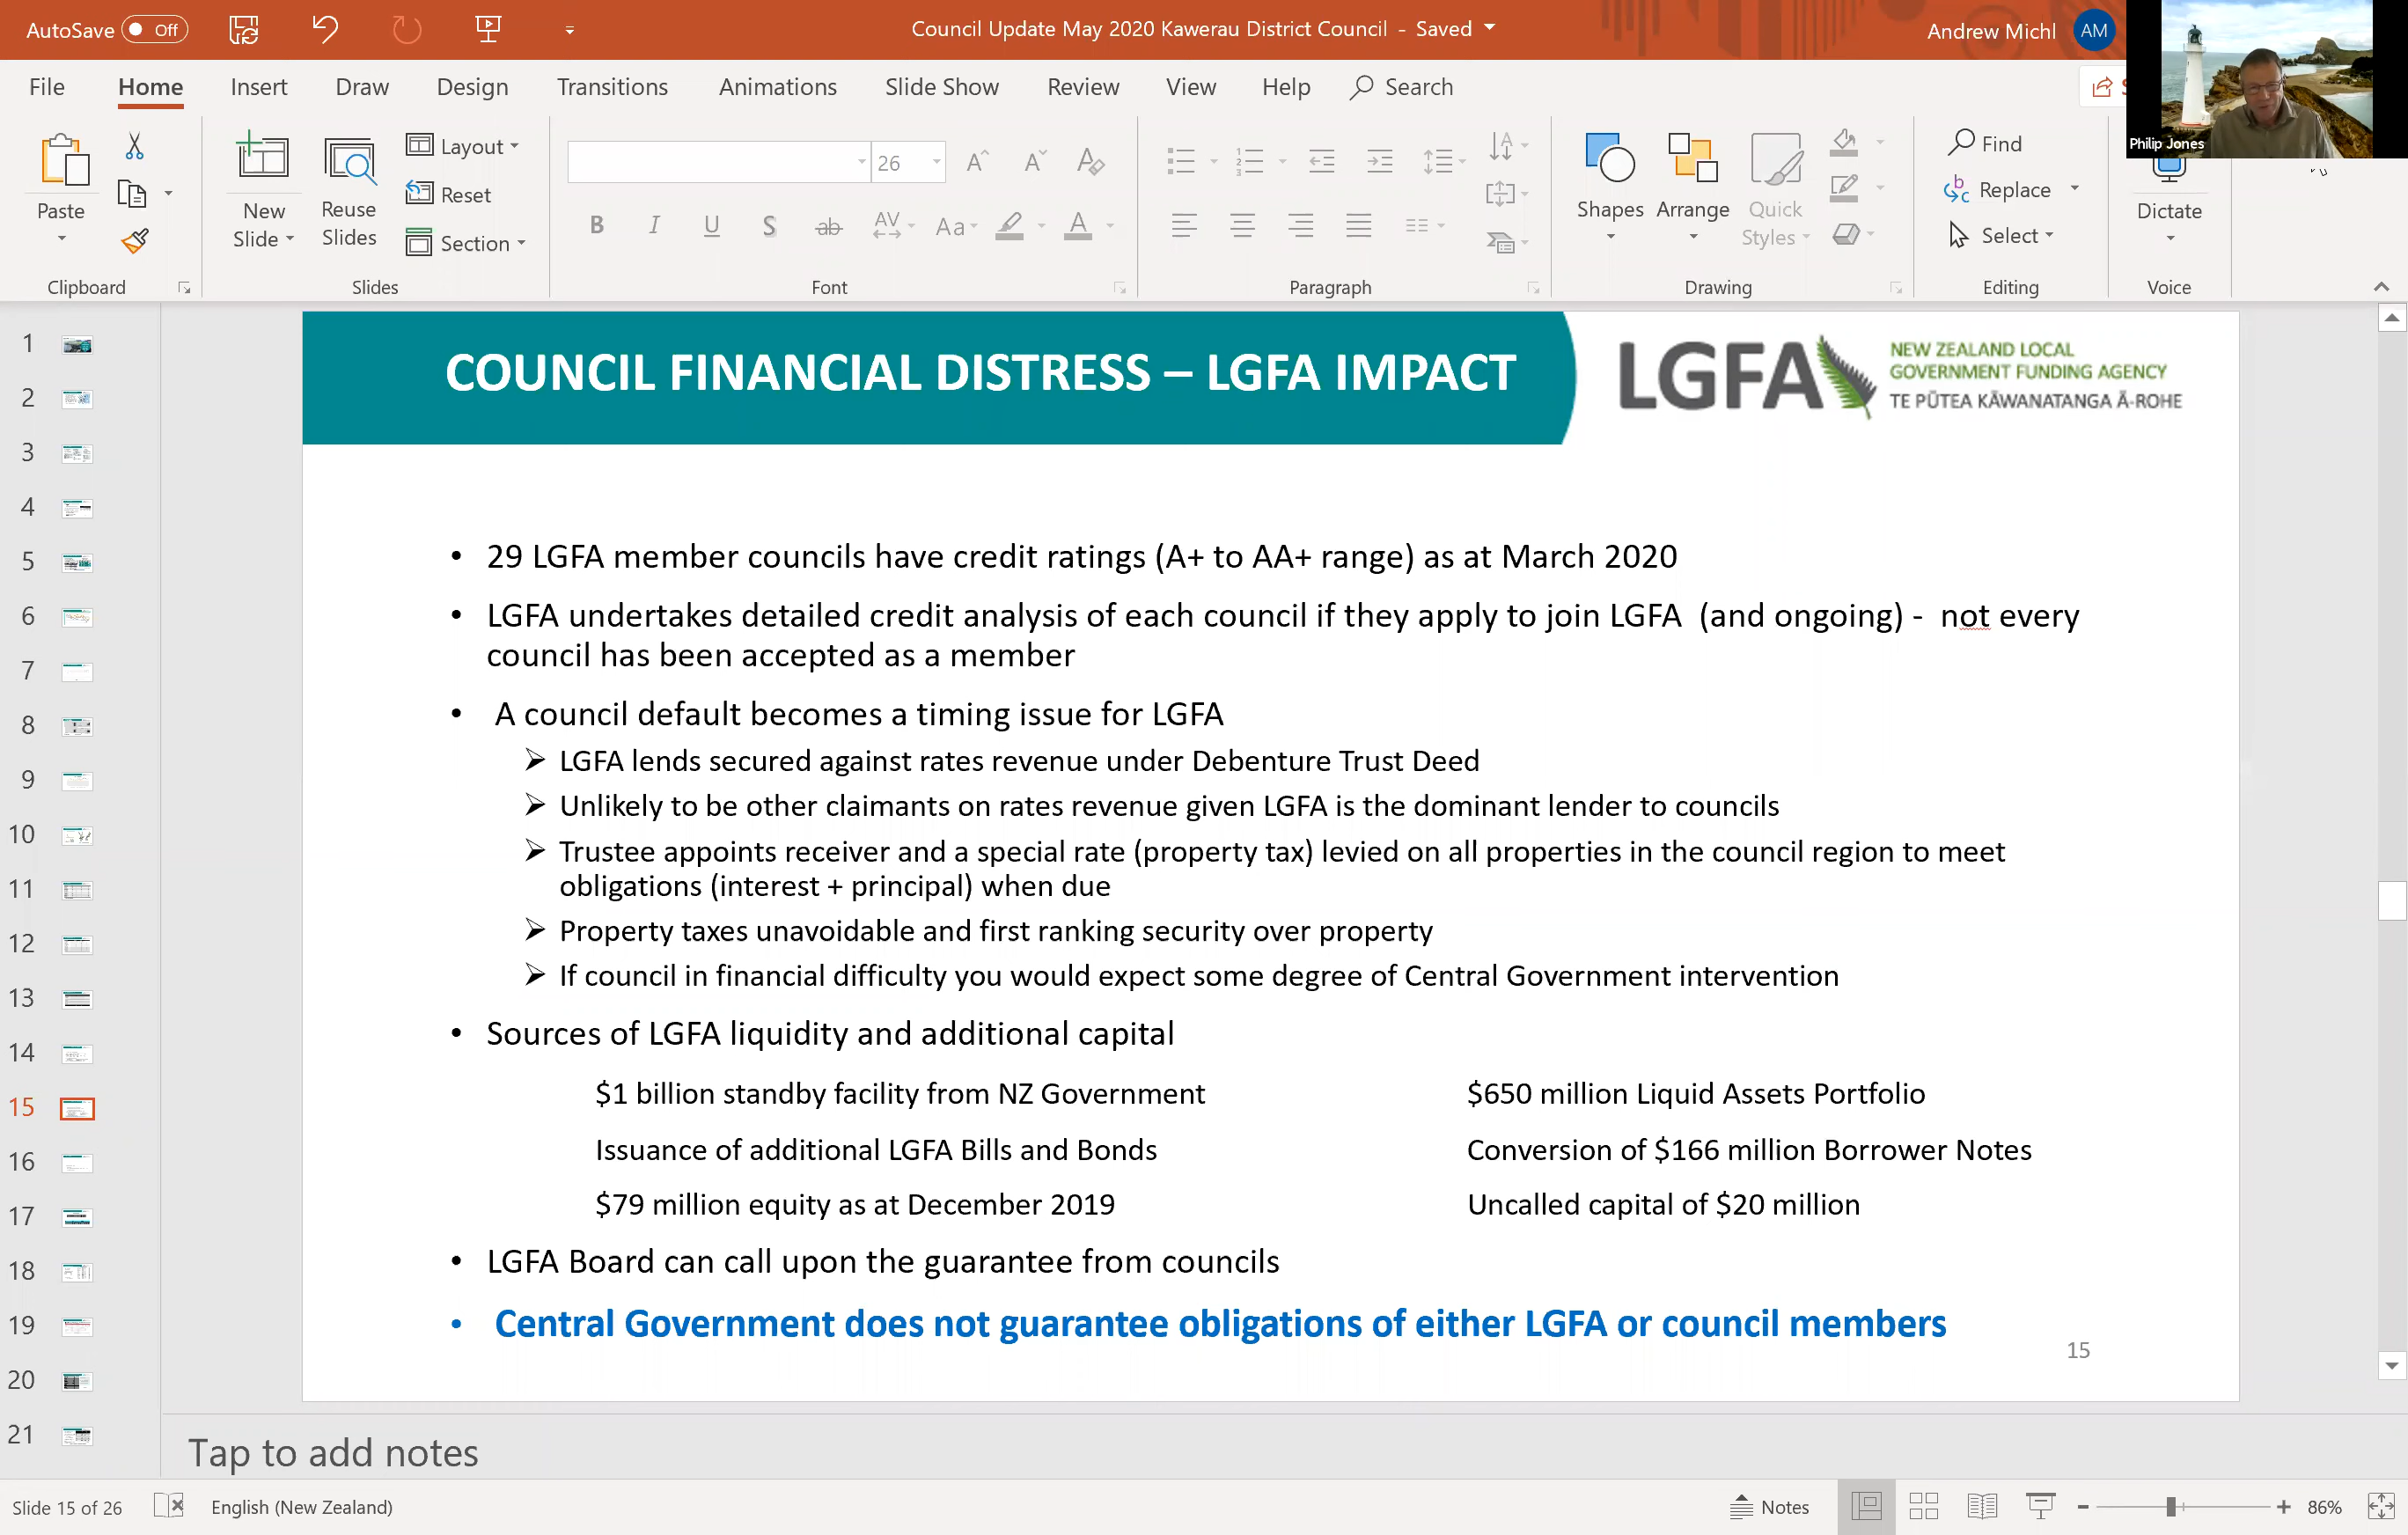 AutoSave Off
Council Update May 2020 Kawerau District Council - Saved
Andrew Michl AM
File Home Insert Draw Design Transitions Animations Slide Show Review View Help Search
Philip Jones
Paste
New Slide
Reuse Slides
Layout
Reset
Section
26
B I U S ab AV Aa A
Shapes
Arrange
Quick Styles
Find
Replace
Select
Dictate
Clipboard Slides Font Paragraph Drawing Editing Voice
1
2
3
4
5
6
7
8
9
10
11
12
13
14
15
16
17
18
19
20
21
COUNCIL FINANCIAL DISTRESS – LGFA IMPACT
LGFA
NEW ZEALAND LOCAL
GOVERNMENT FUNDING AGENCY
TE PŪTEA KĀWANATANGA Ā-ROHE
• 29 LGFA member councils have credit ratings (A+ to AA+ range) as at March 2020
• LGFA undertakes detailed credit analysis of each council if they apply to join LGFA (and ongoing) - not every
council has been accepted as a member
• A council default becomes a timing issue for LGFA
➢ LGFA lends secured against rates revenue under Debenture Trust Deed
➢ Unlikely to be other claimants on rates revenue given LGFA is the dominant lender to councils
➢ Trustee appoints receiver and a special rate (property tax) levied on all properties in the council region to meet
obligations (interest + principal) when due
➢ Property taxes unavoidable and first ranking security over property
➢ If council in financial difficulty you would expect some degree of Central Government intervention
• Sources of LGFA liquidity and additional capital
$1 billion standby facility from NZ Government $650 million Liquid Assets Portfolio
Issuance of additional LGFA Bills and Bonds Conversion of $166 million Borrower Notes
$79 million equity as at December 2019 Uncalled capital of $20 million
• LGFA Board can call upon the guarantee from councils
• Central Government does not guarantee obligations of either LGFA or council members
15
Tap to add notes
Slide 15 of 26 English (New Zealand) Notes 86%